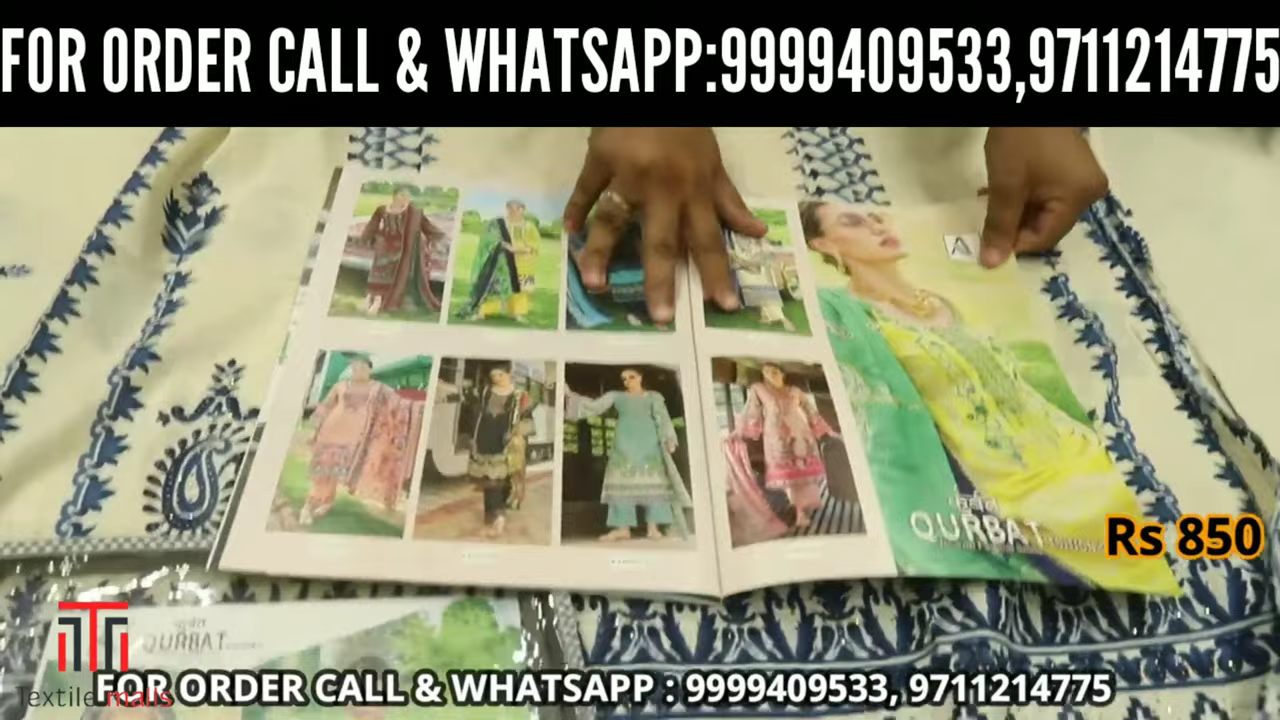 FOR ORDER CALL & WHATSAPP:9999409533,9711214775
A
QURBAT
Rs 850
QURBAT
Textile malls
FOR ORDER CALL & WHATSAPP : 9999409533, 9711214775